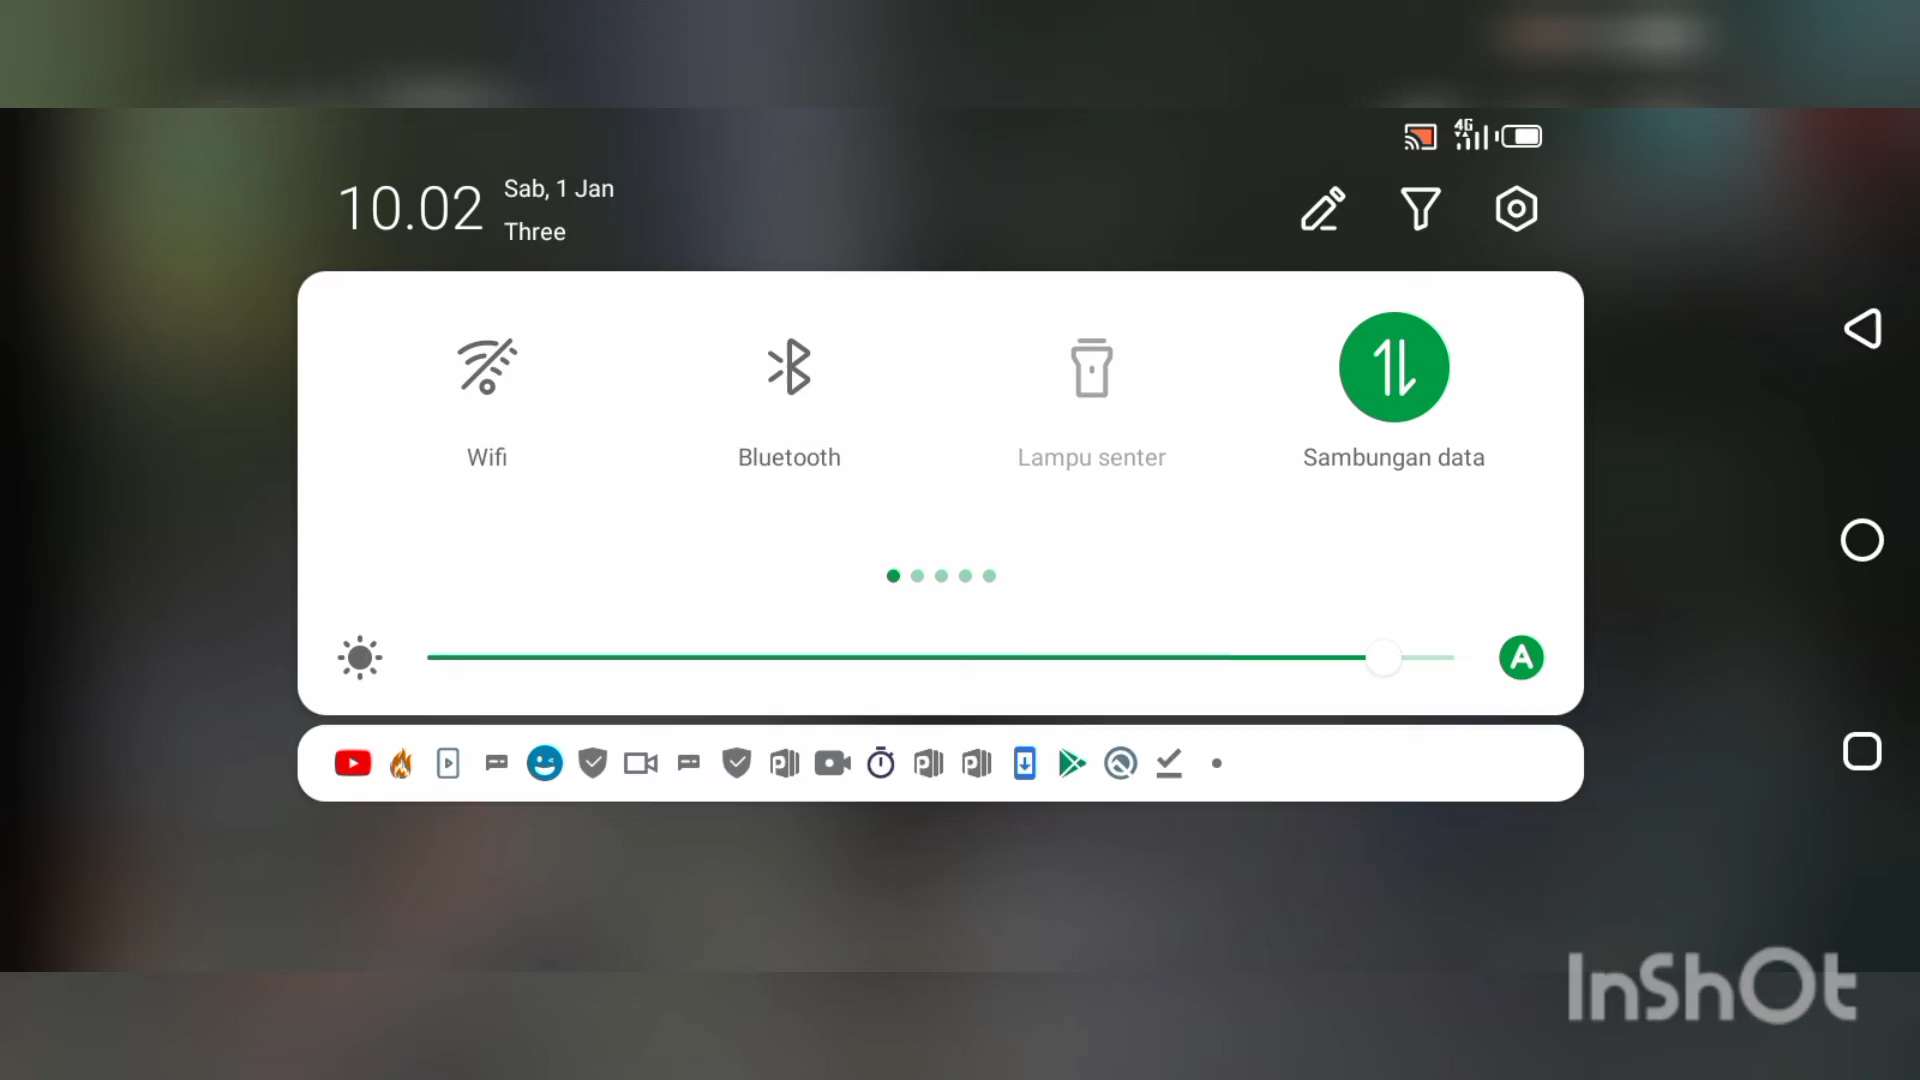 4G
10.02
Sab, 1 Jan
Three
Wifi
Bluetooth
Lampu senter
Sambungan data
A
InShOt